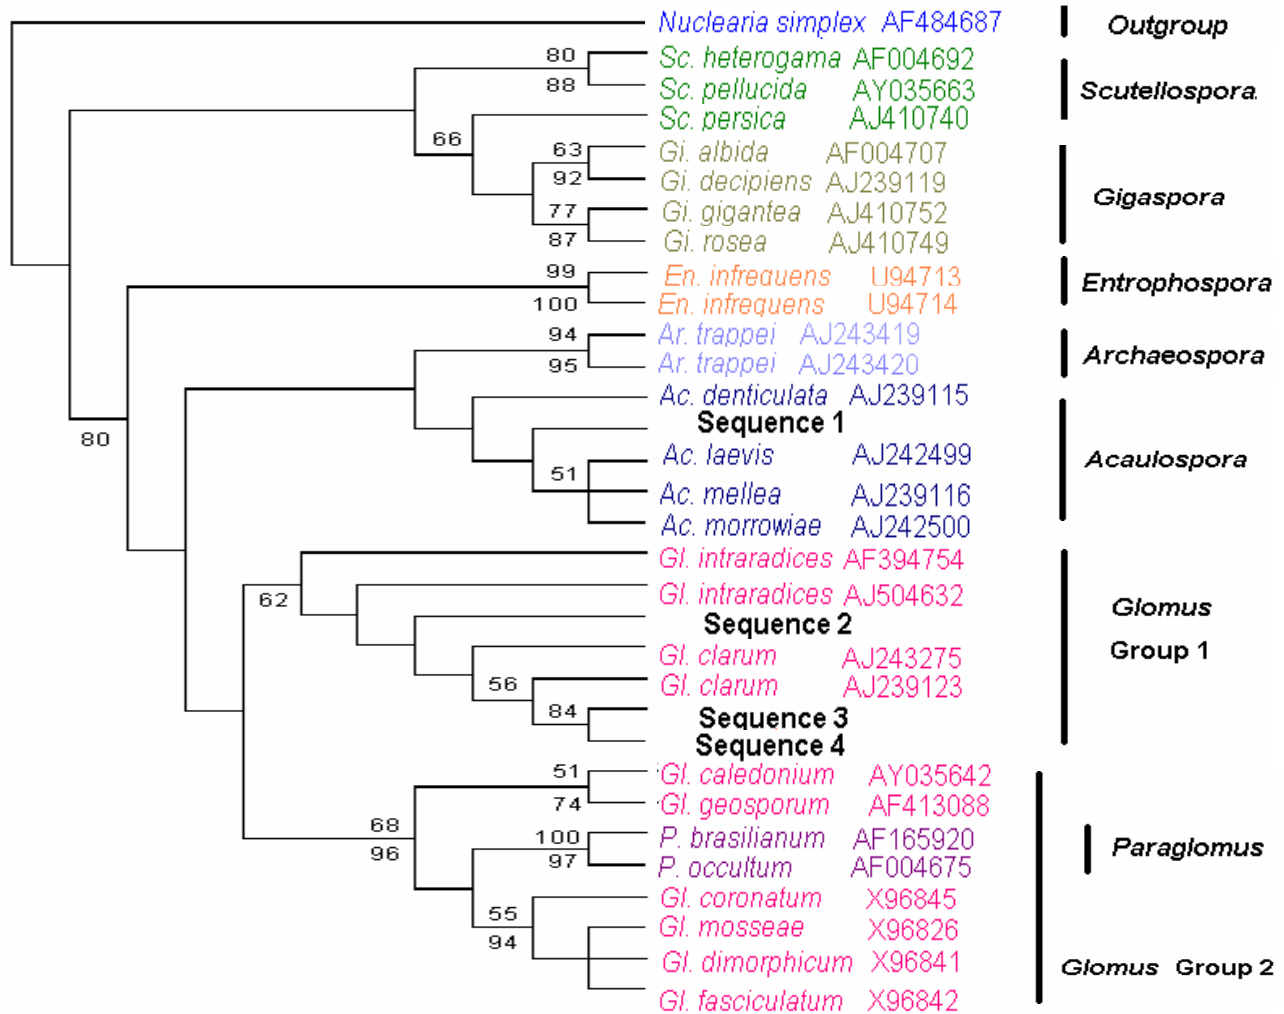 Nuclearia simplex AF484687 Outgroup
80 Sc. heterogama AF004692
88 Sc. pellucida AY035663 Scutellospora
Sc. persica AJ410740
66
63 Gi. albida AF004707
92 Gi. decipiens AJ239119
Gigaspora
77 Gi. gigantea AJ410752
87 Gi. rosea AJ410749
99 En. infrequens U94713
Entrophospora
100 En. infrequens U94714
94 Ar. trappei AJ243419
Archaeospora
95 Ar. trappei AJ243420
Ac. denticulata AJ239115
Sequence 1
80
Ac. laevis AJ242499 Acaulospora
51
Ac. mellea AJ239116
Ac. morrowiae AJ242500
Gl. intraradices AF394754
62 Gl. intraradices AJ504632
Glomus
Group 1
Sequence 2
Gl. clarum AJ243275
56 Gl. clarum AJ239123
84 Sequence 3
Sequence 4
51 Gl. caledonium AY035642
74 Gl. geosporum AF413088
68
96
100 P. brasilianum AF165920
Paraglomus
97 P. occultum AF004675
Gl. coronatum X96845
55
94
Gl. mosseae X96826
Gl. dimorphicum X96841
Glomus Group 2
Gl. fasciculatum X96842